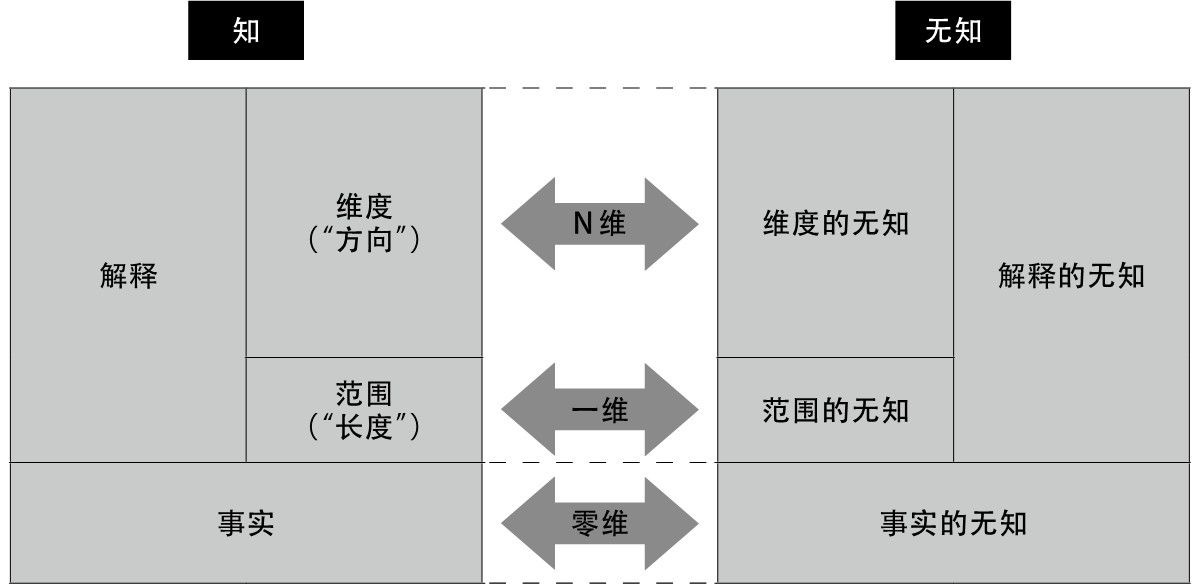 知
无知
解释
维度
（“方向”）
N维
维度的无知
解释的无知
范围
（“长度”）
一维
范围的无知
事实
零维
事实的无知